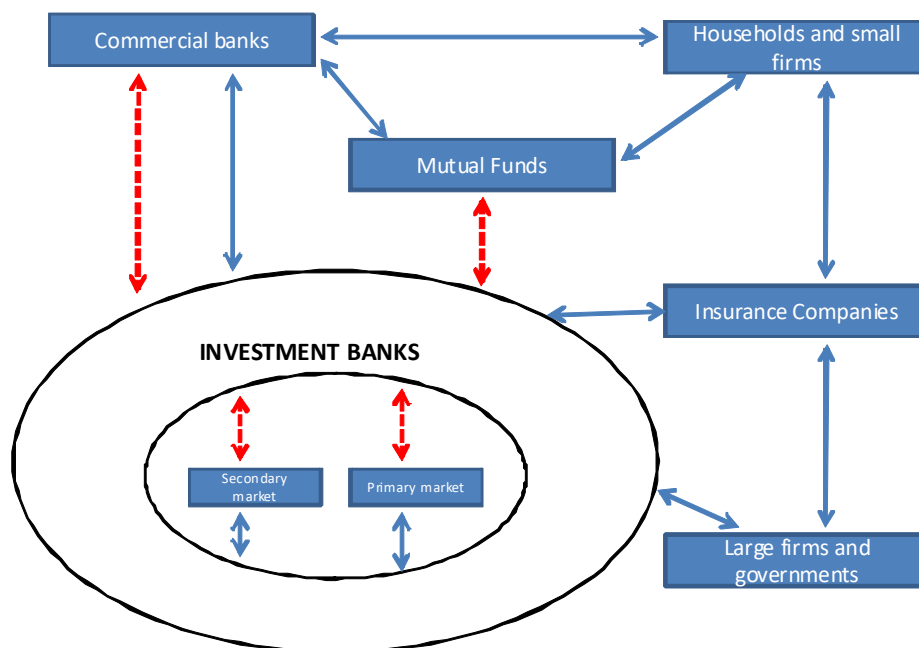 Commercial banks
Households and small
firms
Mutual Funds
Insurance Companies
INVESTMENT BANKS
Secondary
market
Primary market
Large firms and
governments